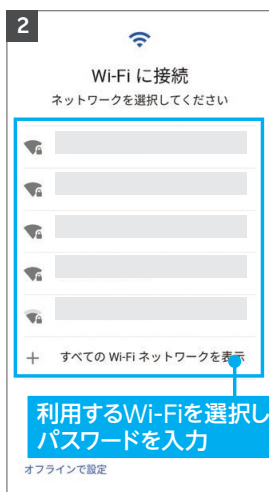 2
Wi-Fi に接続
ネットワークを選択してください
すべての Wi-Fi ネットワークを表示
利用するWi-Fiを選択し
パスワードを入力
オフラインで設定